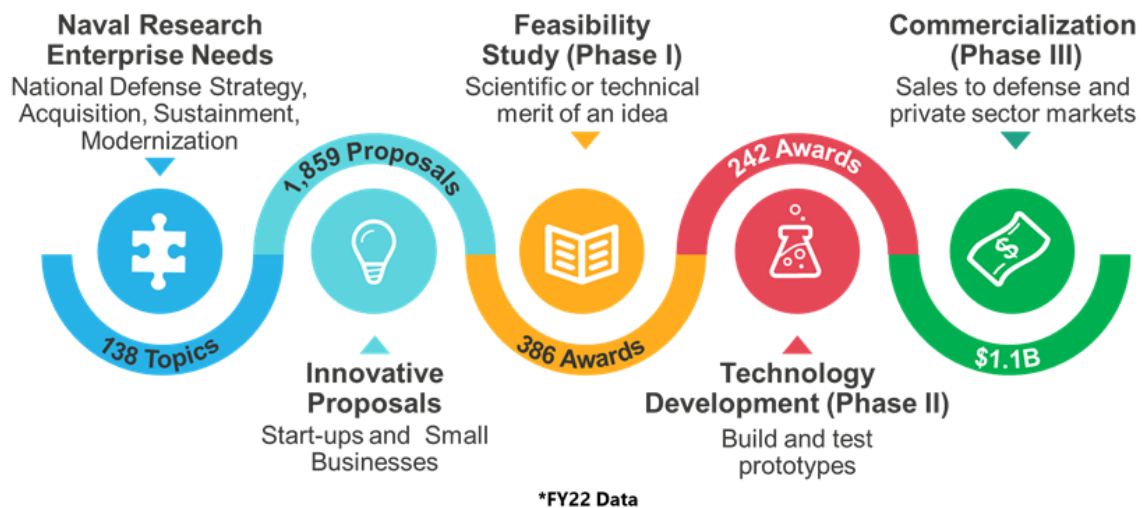 Naval Research
Enterprise Needs
National Defense Strategy,
Acquisition, Sustainment,
Modernization
138 Topics
1,859 Proposals
Innovative
Proposals
Start-ups and Small
Businesses
Feasibility
Study (Phase I)
Scientific or technical
merit of an idea
386 Awards
242 Awards
Technology
Development (Phase II)
Build and test
prototypes
Commercialization
(Phase III)
Sales to defense and
private sector markets
$
$1.1B
*FY22 Data